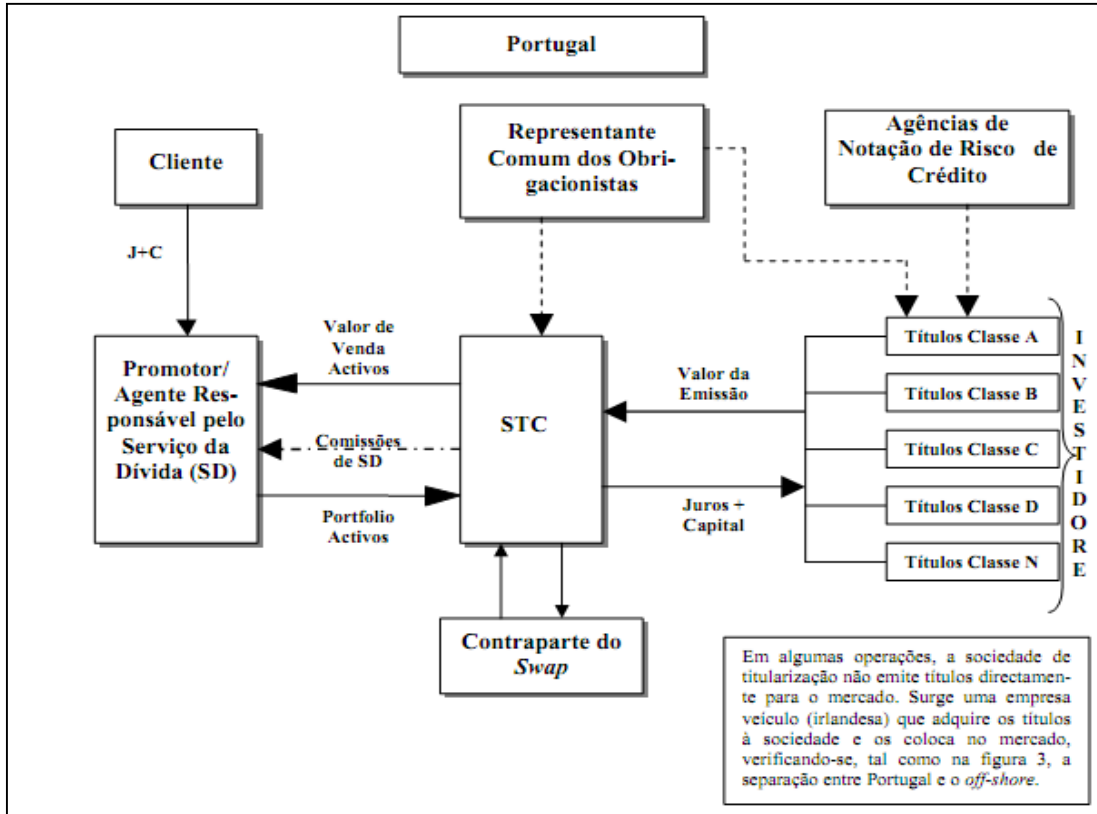 Portugal
Cliente
Representante
Comum dos Obri-
gacionistas
Agências de
Notação de Risco de
Crédito
J+C
Promotor/
Agente Res-
ponsável pelo
Serviço da
Dívida (SD)
Valor de
Venda
Activos
Comissões
de SD
Portfolio
Activos
STC
Valor da
Emissão
Juros +
Capital
Títulos Classe A
Títulos Classe B
Títulos Classe C
Títulos Classe D
Títulos Classe N
I
N
V
E
S
T
I
D
O
R
E
Contraparte do
Swap
Em algumas operações, a sociedade de
titularização não emite títulos directamen-
te para o mercado. Surge uma empresa
veículo (irlandesa) que adquire os títulos
à sociedade e os coloca no mercado,
verificando-se, tal como na figura 3, a
separação entre Portugal e o off-shore.